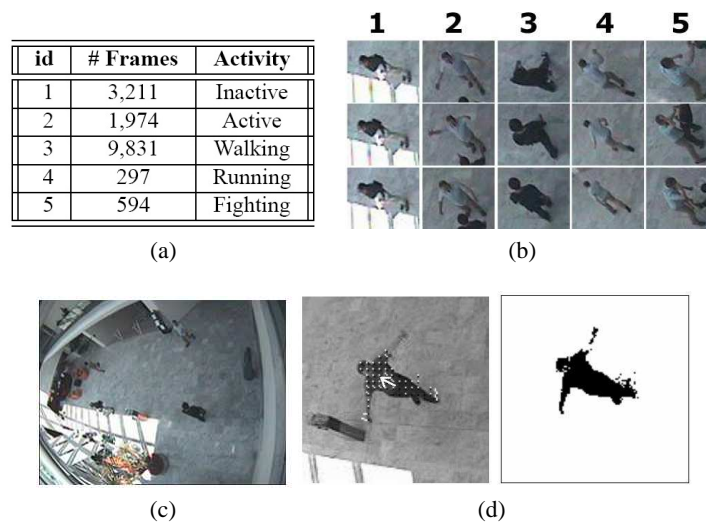 id # Frames Activity
1 3,211 Inactive
2 1,974 Active
3 9,831 Walking
4 297 Running
5 594 Fighting
(a)
1 2 3 4 5
(b)
(c)
(d)